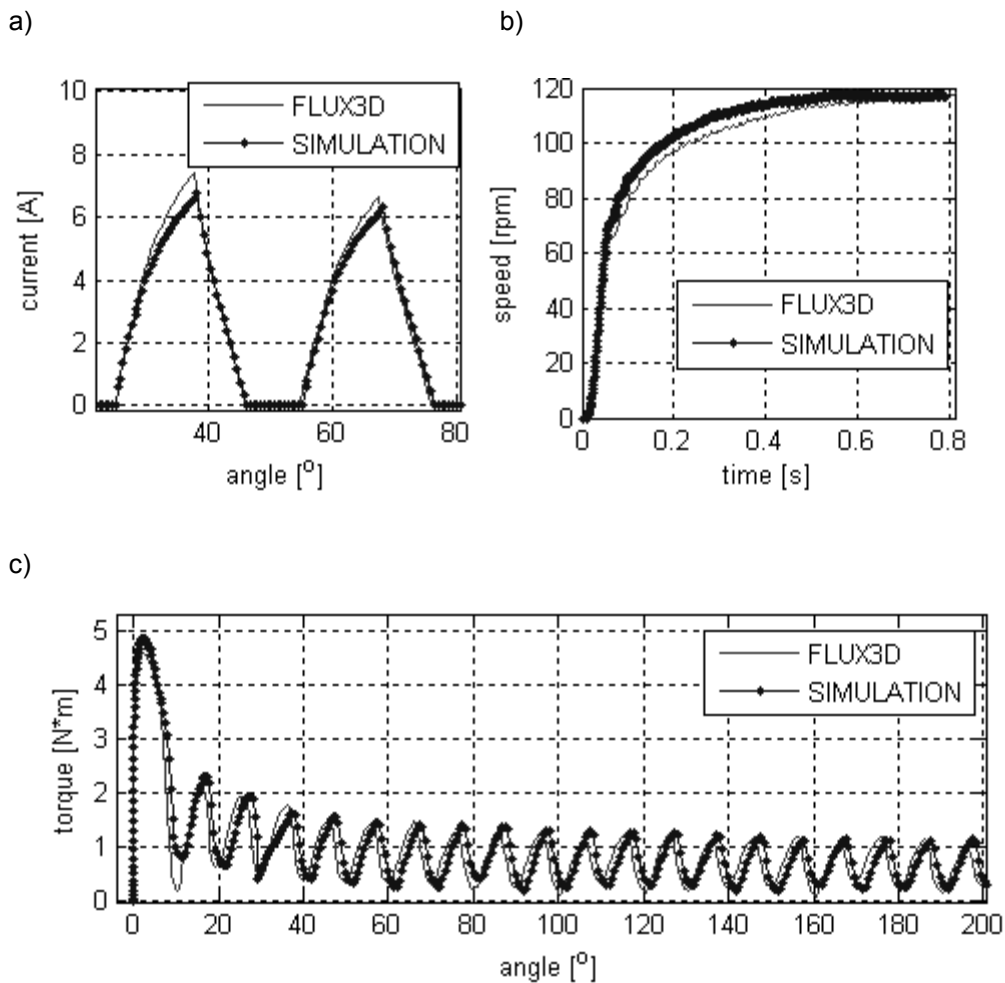 a)
b)
10
8
6
4
2
0
current [A]
FLUX3D
SIMULATION
40
60
80
angle [o]
120
100
80
60
40
20
0
speed [rpm]
FLUX3D
SIMULATION
0
0.2
0.4
0.6
0.8
time [s]
c)
5
4
3
2
1
0
torque [N*m]
FLUX3D
SIMULATION
0
20
40
60
80
100
120
140
160
180
200
angle [o]